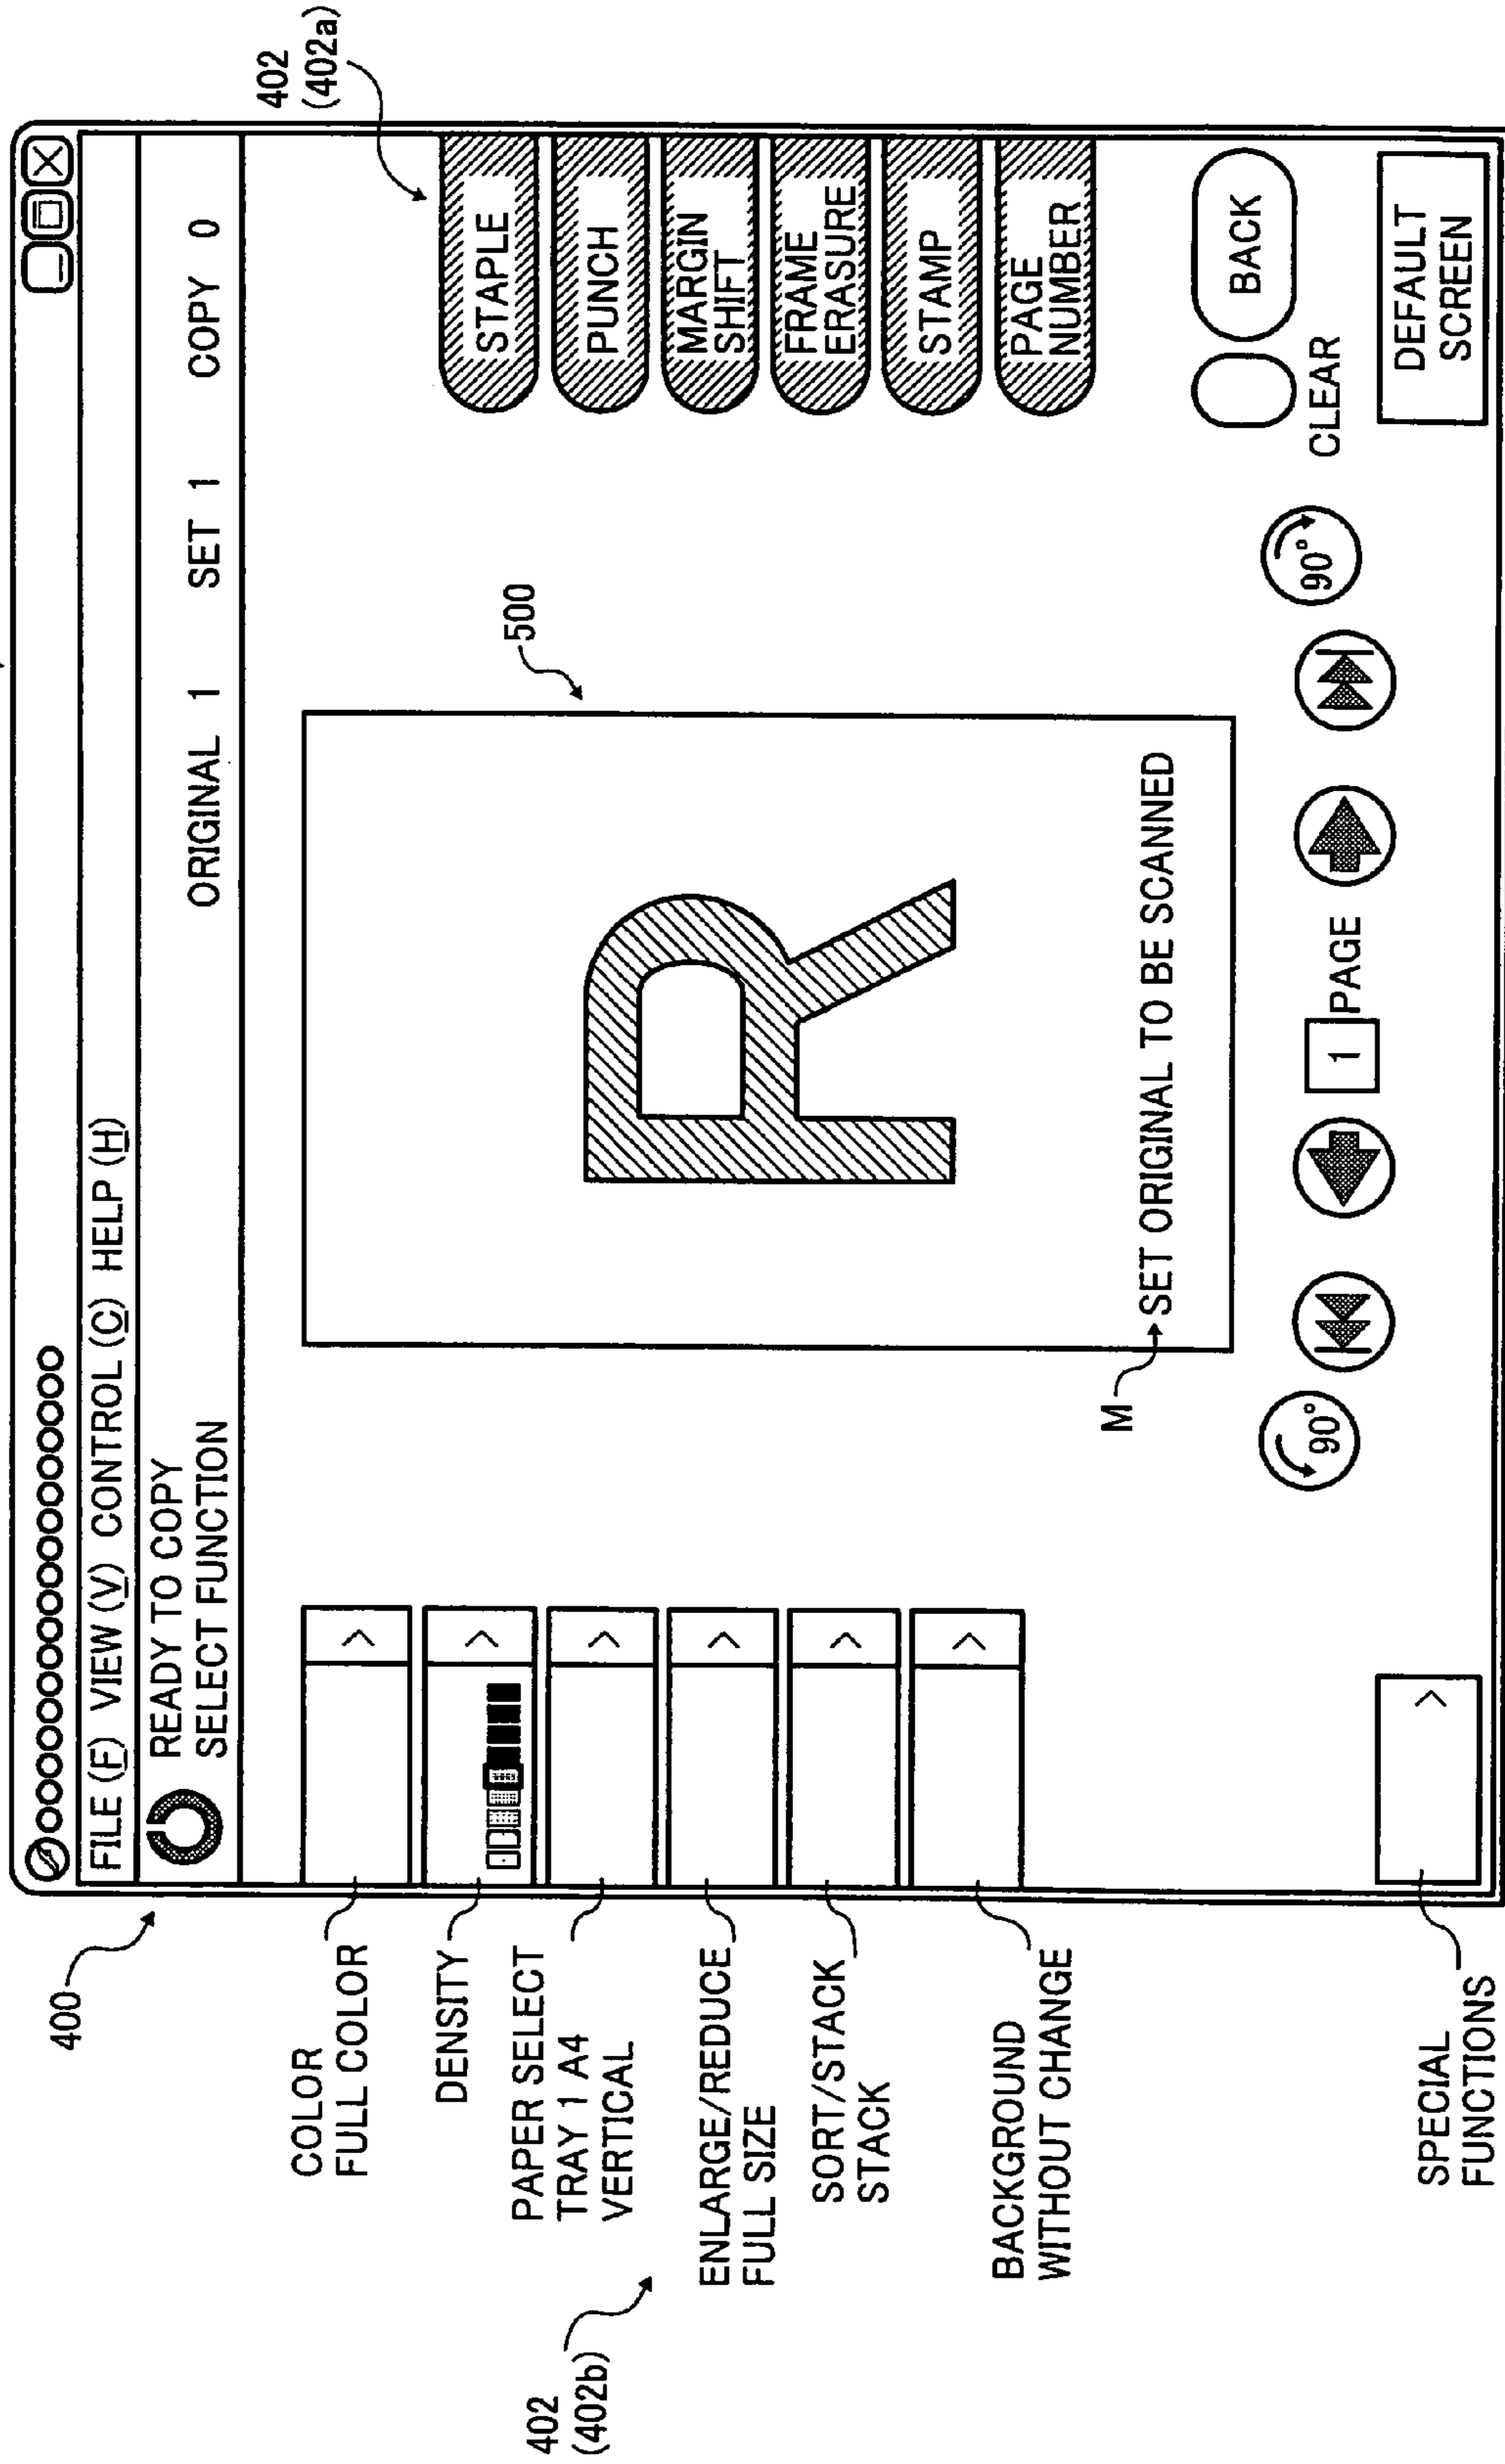 400
FILE (F) VIEW (V) CONTROL (C) HELP (H)
READY TO COPY
SELECT FUNCTION
ORIGINAL 1 SET 1 COPY 0
402
(402a)
COLOR
FULL COLOR
DENSITY
PAPER SELECT
TRAY 1 A4
VERTICAL
402
(402b)
ENLARGE/REDUCE
FULL SIZE
SORT/STACK
STACK
BACKGROUND
WITHOUT CHANGE
SPECIAL
FUNCTIONS
500
R
M
SET ORIGINAL TO BE SCANNED
STAPLE
PUNCH
MARGIN
SHIFT
FRAME
ERASURE
STAMP
PAGE
NUMBER
90°
1 PAGE
90°
CLEAR
BACK
DEFAULT
SCREEN